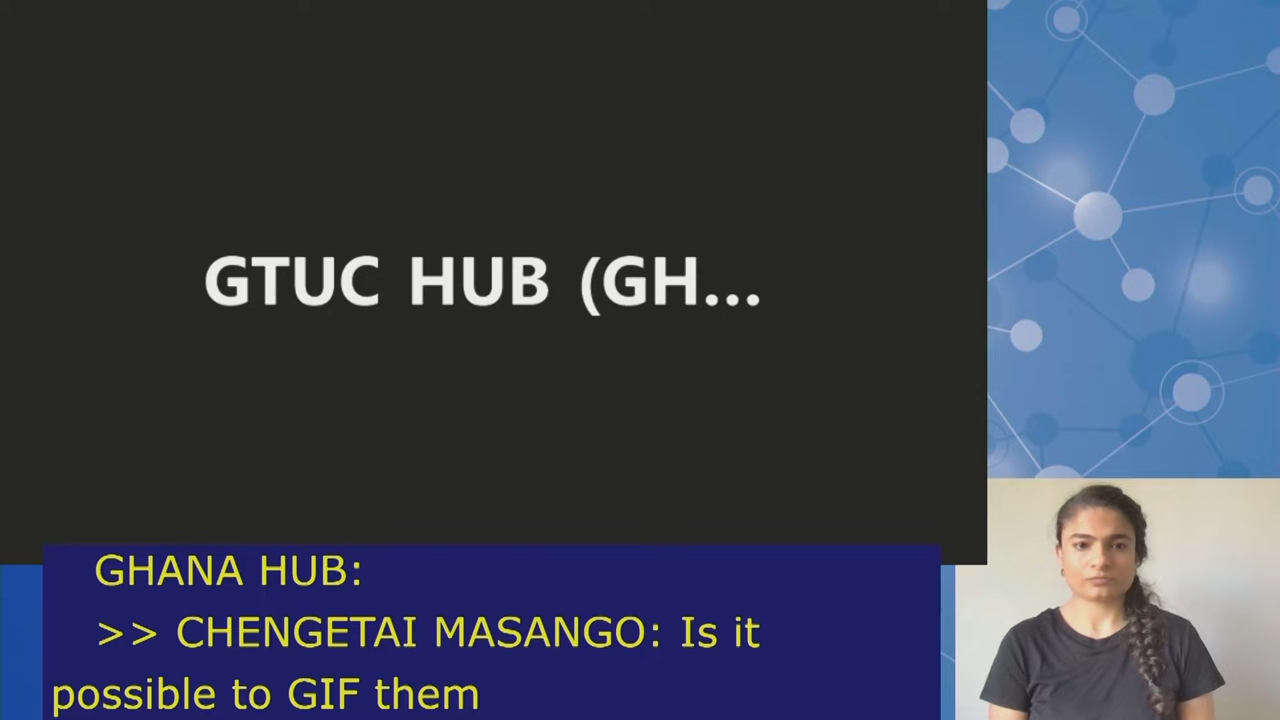 GTUC HUB (GH...
GHANA HUB:
>> CHENGETAI MASANGO: Is it
possible to GIF them